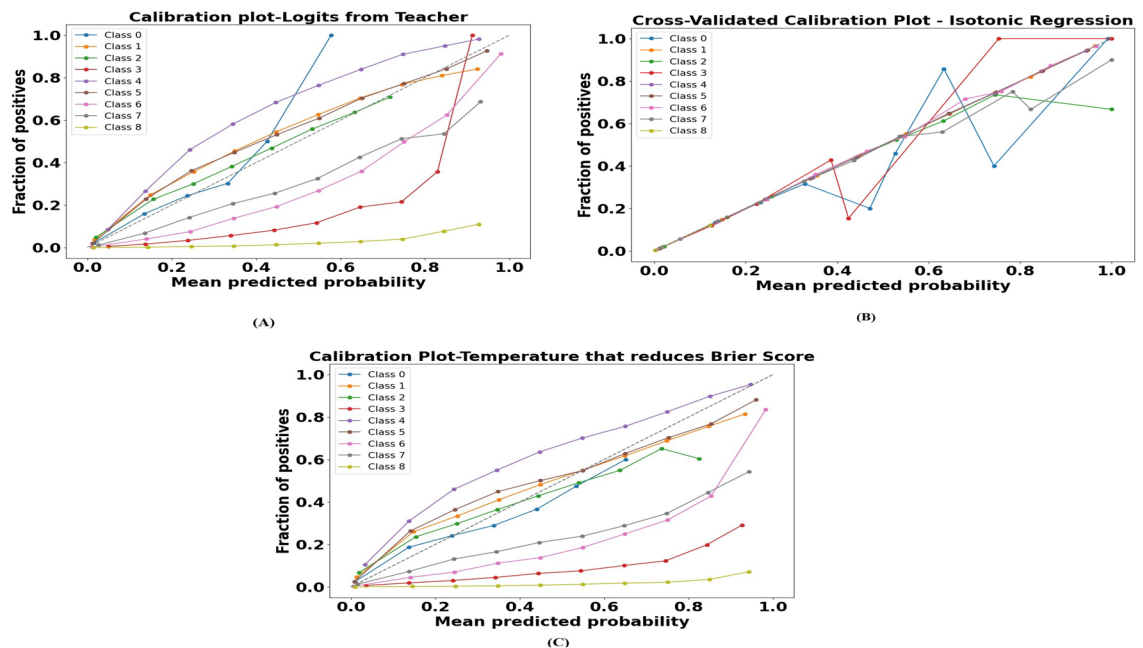 Calibration plot-Logits from Teacher
1.0
0.8
0.6
0.4
0.2
0.0
Fraction of positives
Class 0
Class 1
Class 2
Class 3
Class 4
Class 5
Class 6
Class 7
Class 8
0.0 0.2 0.4 0.6 0.8 1.0
Mean predicted probability
(A)
Cross-Validated Calibration Plot - Isotonic Regression
1.0
0.8
0.6
0.4
0.2
0.0
Fraction of positives
Class 0
Class 1
Class 2
Class 3
Class 4
Class 5
Class 6
Class 7
Class 8
0.0 0.2 0.4 0.6 0.8 1.0
Mean predicted probability
(B)
Calibration Plot-Temperature that reduces Brier Score
1.0
0.8
0.6
0.4
0.2
0.0
Fraction of positives
Class 0
Class 1
Class 2
Class 3
Class 4
Class 5
Class 6
Class 7
Class 8
0.0 0.2 0.4 0.6 0.8 1.0
Mean predicted probability
(C)